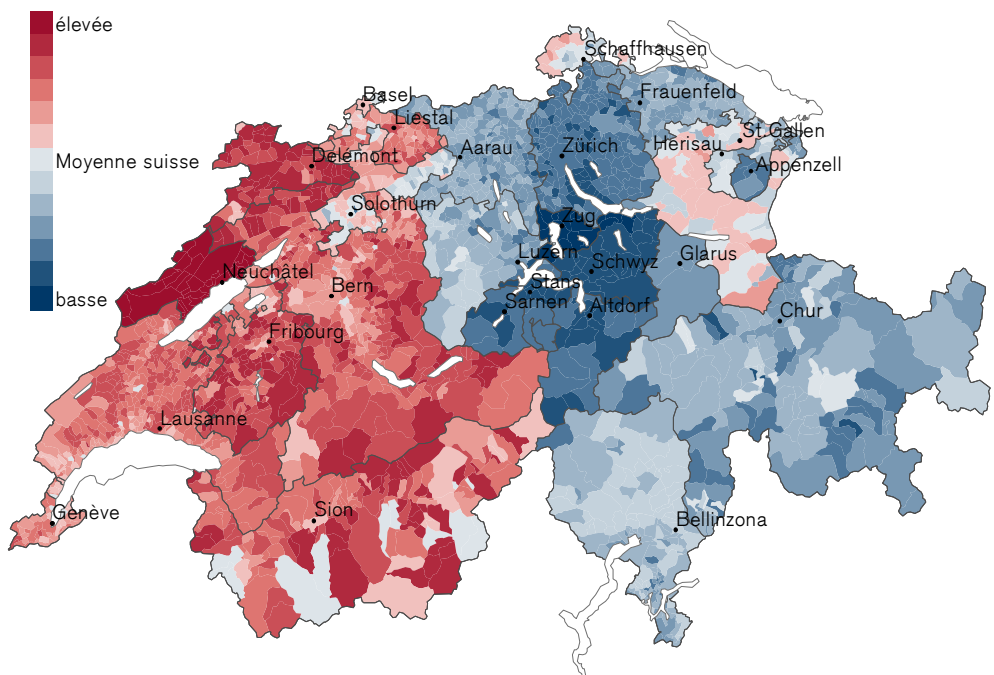 élevée
Schaffhausen
Basel
Frauenfeld
Liestal
St.Gallen
Moyenne suisse
Delémont
Aarau
Zürich
Herisau
Appenzell
Solothurn
Zug
Neuchâtel
Luzern
Schwyz
Glarus
basse
Bern
Stans
Sarnen
Altdorf
Chur
Fribourg
Lausanne
Genève
Sion
Bellinzona